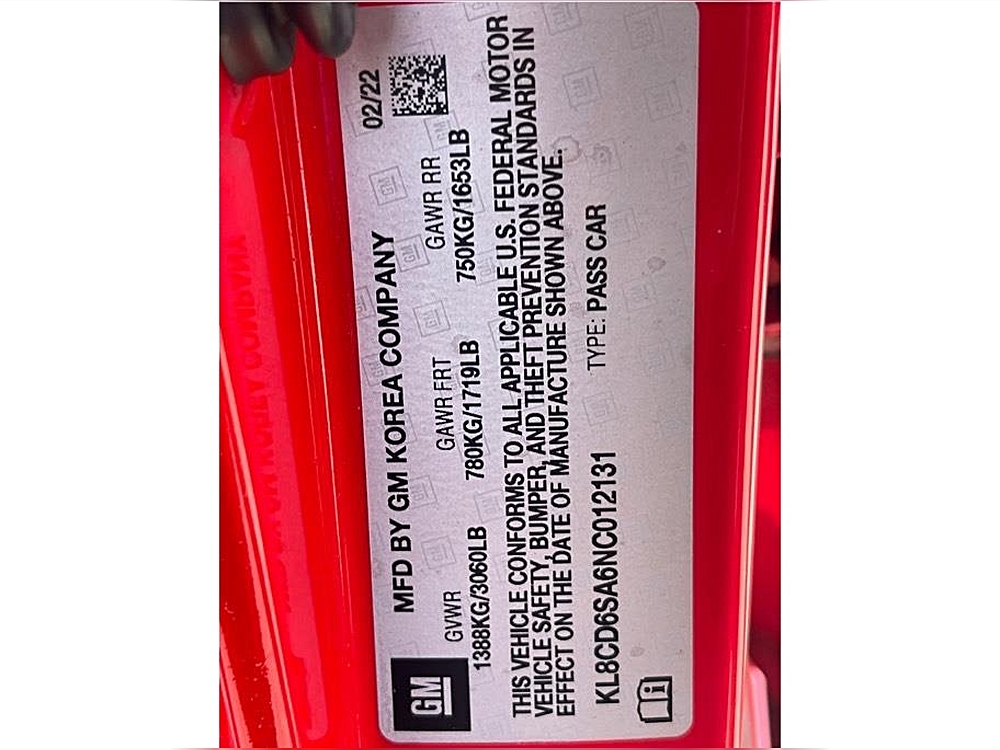 MFD BY GM KOREA COMPANY 02/22
GM
GVWR GAWR FRT GAWR RR
1388KG/3060LB 780KG/1719LB 750KG/1653LB
THIS VEHICLE CONFORMS TO ALL APPLICABLE U.S. FEDERAL MOTOR
VEHICLE SAFETY, BUMPER, AND THEFT PREVENTION STANDARDS IN
EFFECT ON THE DATE OF MANUFACTURE SHOWN ABOVE.
KL8CD6SA6NC012131 TYPE: PASS CAR